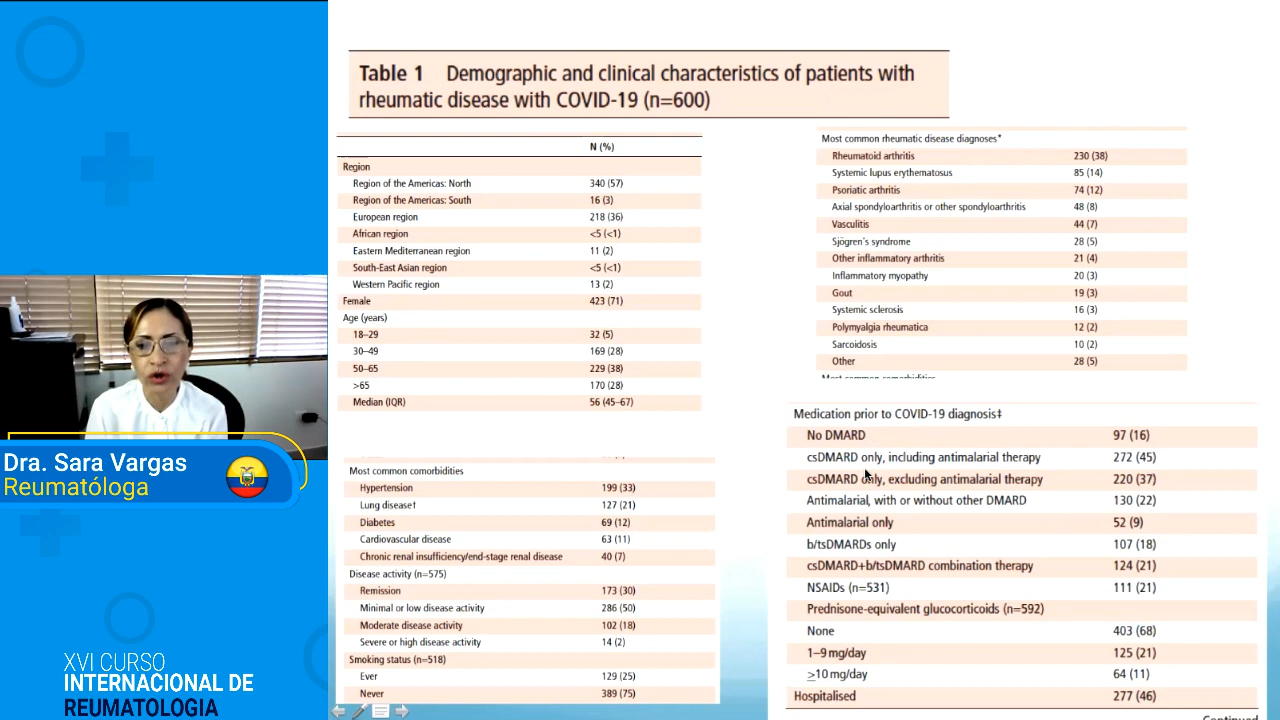 Table 1 Demographic and clinical characteristics of patients with
rheumatic disease with COVID-19 (n=600)
N (%)
Region
Region of the Americas: North 340 (57)
Region of the Americas: South 16 (3)
European region 218 (36)
African region <5 (<1)
Eastern Mediterranean region 11 (2)
South-East Asian region <5 (<1)
Western Pacific region 13 (2)
Female 423 (71)
Age (years)
18–29 32 (5)
30–49 169 (28)
50–65 229 (38)
>65 170 (28)
Median (IQR) 56 (45–67)
Most common comorbidities
Hypertension 199 (33)
Lung disease† 127 (21)
Diabetes 69 (12)
Cardiovascular disease 63 (11)
Chronic renal insufficiency/end-stage renal disease 40 (7)
Disease activity (n=575)
Remission 173 (30)
Minimal or low disease activity 286 (50)
Moderate disease activity 102 (18)
Severe or high disease activity 14 (2)
Smoking status (n=518)
Ever 129 (25)
Never 389 (75)
Most common rheumatic disease diagnoses*
Rheumatoid arthritis 230 (38)
Systemic lupus erythematosus 85 (14)
Psoriatic arthritis 74 (12)
Axial spondyloarthritis or other spondyloarthritis 48 (8)
Vasculitis 44 (7)
Sjögren's syndrome 28 (5)
Other inflammatory arthritis 21 (4)
Inflammatory myopathy 20 (3)
Gout 19 (3)
Systemic sclerosis 16 (3)
Polymyalgia rheumatica 12 (2)
Sarcoidosis 10 (2)
Other 28 (5)
Most common comorbidities
Medication prior to COVID-19 diagnosis‡
No DMARD 97 (16)
csDMARD only, including antimalarial therapy 272 (45)
csDMARD only, excluding antimalarial therapy 220 (37)
Antimalarial, with or without other DMARD 130 (22)
Antimalarial only 52 (9)
b/tsDMARDs only 107 (18)
csDMARD+b/tsDMARD combination therapy 124 (21)
NSAIDs (n=531) 111 (21)
Prednisone-equivalent glucocorticoids (n=592)
None 403 (68)
1–9 mg/day 125 (21)
≥10 mg/day 64 (11)
Hospitalised 277 (46)
Continued
Dra. Sara Vargas
Reumatóloga
XVI CURSO
INTERNACIONAL DE
REUMATOLOGIA